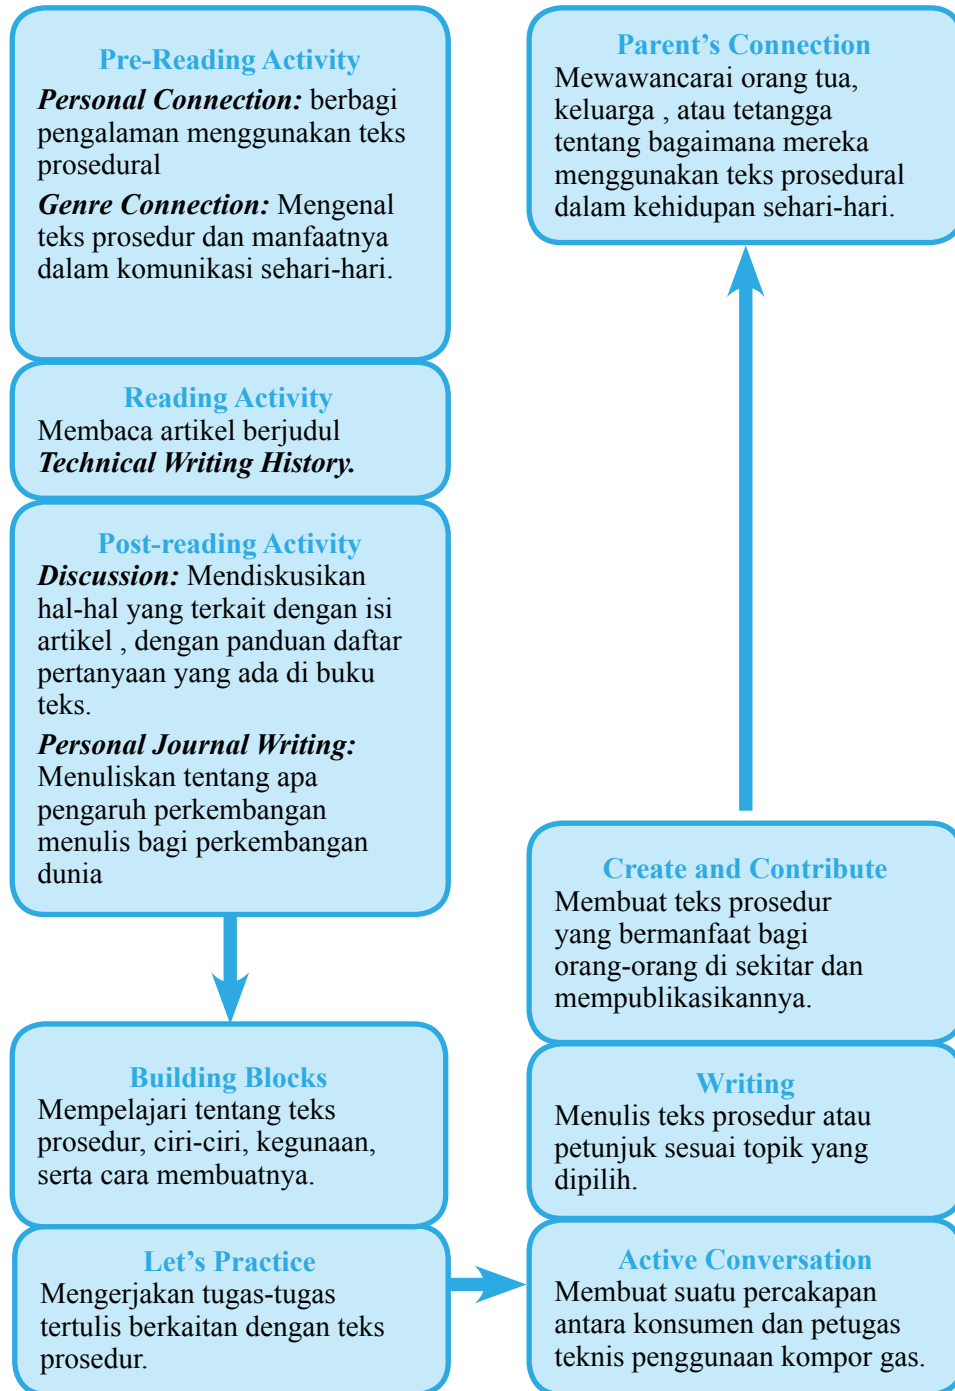 Pre-Reading Activity
Personal Connection: berbagi
pengalaman menggunakan teks
prosedural
Genre Connection: Mengenal
teks prosedur dan manfaatnya
dalam komunikasi sehari-hari.
Reading Activity
Membaca artikel berjudul
Technical Writing History.
Post-reading Activity
Discussion: Mendiskusikan
hal-hal yang terkait dengan isi
artikel , dengan panduan daftar
pertanyaan yang ada di buku
teks.
Personal Journal Writing:
Menuliskan tentang apa
pengaruh perkembangan
menulis bagi perkembangan
dunia
Building Blocks
Mempelajari tentang teks
prosedur, ciri-ciri, kegunaan,
serta cara membuatnya.
Let's Practice
Mengerjakan tugas-tugas
tertulis berkaitan dengan teks
prosedur.
Active Conversation
Membuat suatu percakapan
antara konsumen dan petugas
teknis penggunaan kompor gas.
Writing
Menulis teks prosedur atau
petunjuk sesuai topik yang
dipilih.
Create and Contribute
Membuat teks prosedur
yang bermanfaat bagi
orang-orang di sekitar dan
mempublikasikannya.
Parent's Connection
Mewawancarai orang tua,
keluarga , atau tetangga
tentang bagaimana mereka
menggunakan teks prosedural
dalam kehidupan sehari-hari.